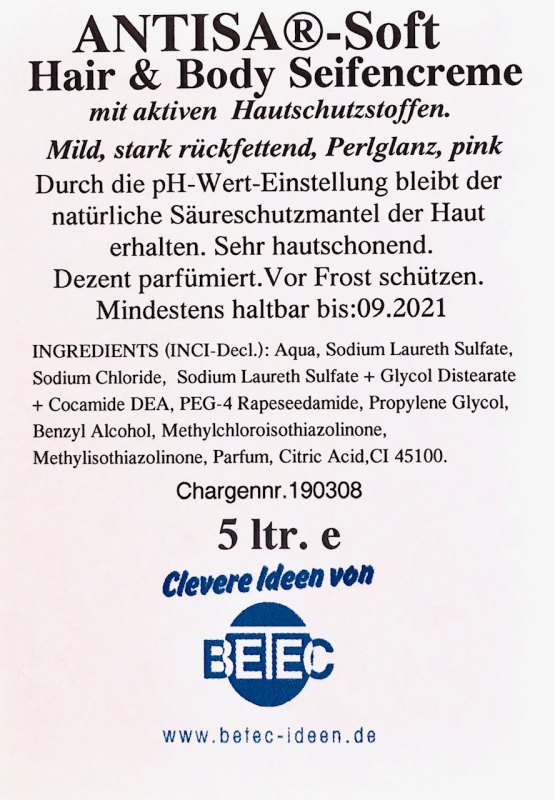 ANTISA®-Soft
Hair & Body Seifencreme
mit aktiven Hautschutzstoffen.
Mild, stark rückfettend, Perlglanz, pink
Durch die pH-Wert-Einstellung bleibt der
natürliche Säureschutzmantel der Haut
erhalten. Sehr hautschonend.
Dezent parfümiert.Vor Frost schützen.
Mindestens haltbar bis:09.2021
INGREDIENTS (INCI-Decl.): Aqua, Sodium Laureth Sulfate,
Sodium Chloride, Sodium Laureth Sulfate + Glycol Distearate
+ Cocamide DEA, PEG-4 Rapeseedamide, Propylene Glycol,
Benzyl Alcohol, Methylchloroisothiazolinone,
Methylisothiazolinone, Parfum, Citric Acid,CI 45100.
Chargennr.190308
5 ltr. e
Clevere Ideen von
BETEC
www.betec-ideen.de